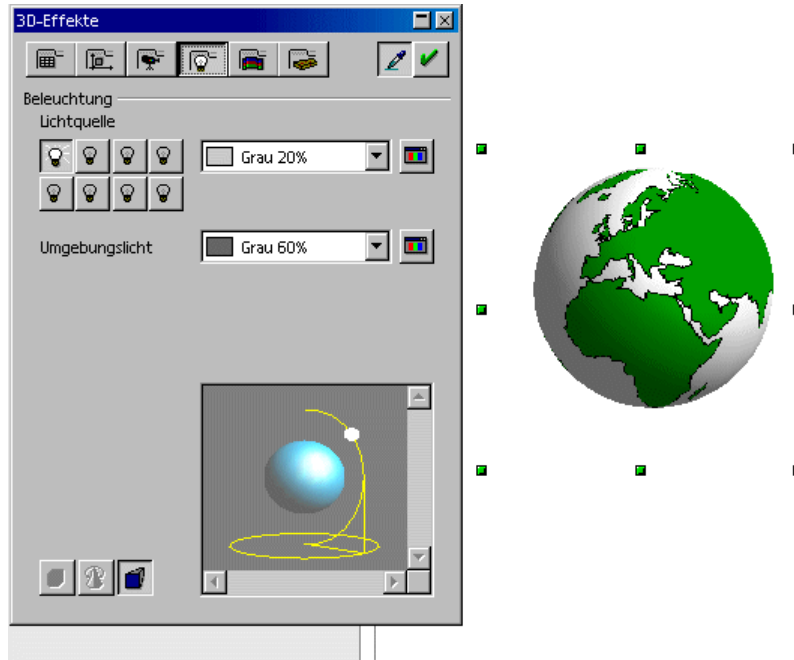 3D-Effekte
Beleuchtung
Lichtquelle
Grau 20%
Umgebungslicht
Grau 60%